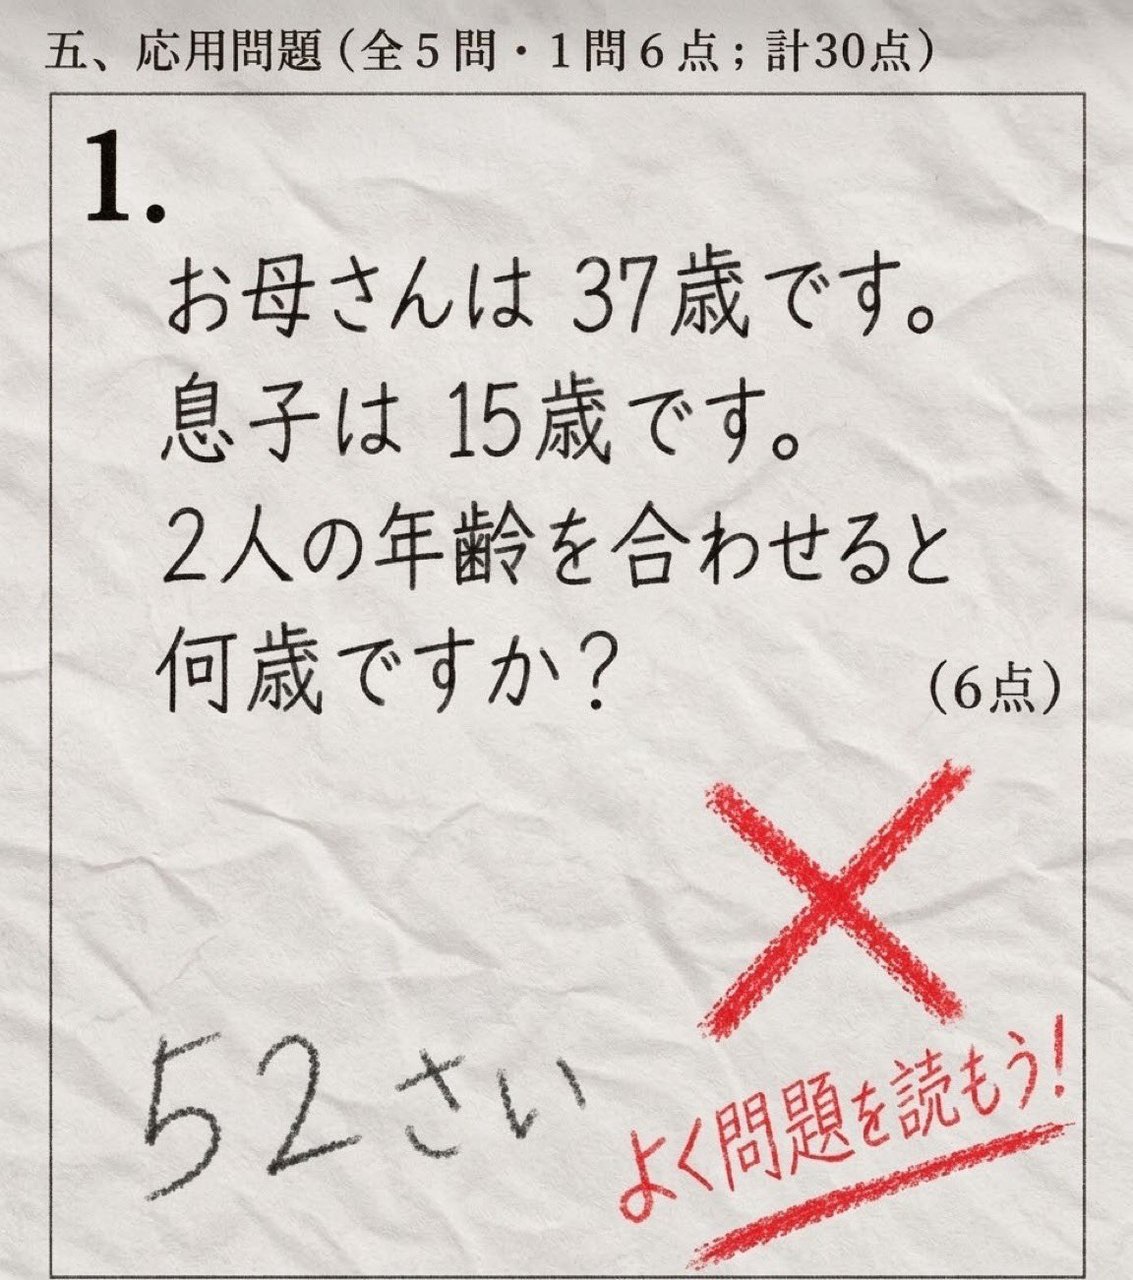 五、応用問題(全5問・1問6点;計30点)
1.
お母さんは 37歳です。
息子は 15歳です。
2人の年齢を合わせると
何歳ですか?
(6点)
52さい
よく問題を読もう!